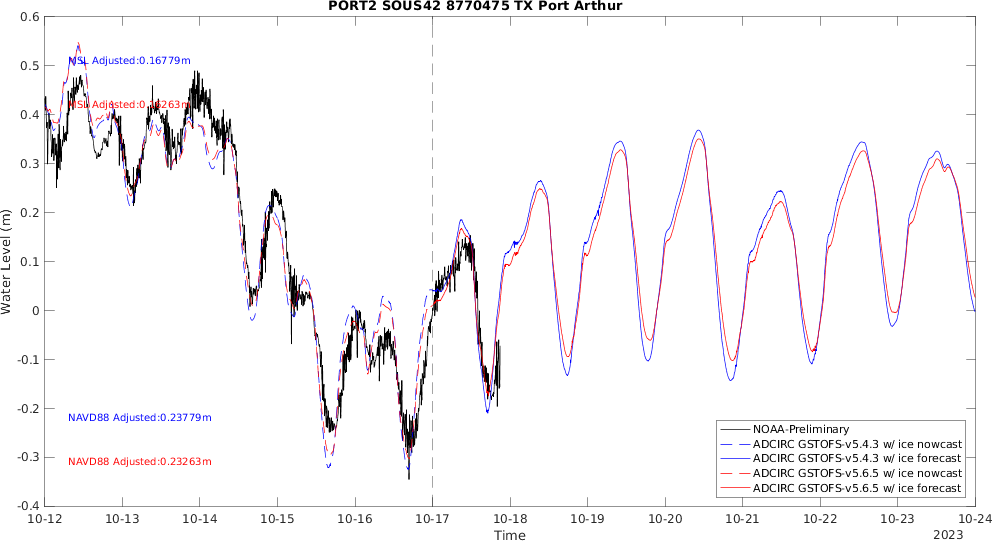 PORT2 SOUS42 8770475 TX Port Arthur
0.6
0.5
0.4
0.3
0.2
0.1
0
-0.1
-0.2
-0.3
-0.4
Water Level (m)
MSL Adjusted:0.16779m
MSL Adjusted:0.16263m
NAVD88 Adjusted:0.23779m
NAVD88 Adjusted:0.23263m
NOAA-Preliminary
ADCIRC GSTOFS-v5.4.3 w/ ice nowcast
ADCIRC GSTOFS-v5.4.3 w/ ice forecast
ADCIRC GSTOFS-v5.6.5 w/ ice nowcast
ADCIRC GSTOFS-v5.6.5 w/ ice forecast
10-12 10-13 10-14 10-15 10-16 10-17 10-18 10-19 10-20 10-21 10-22 10-23 10-24
Time
2023